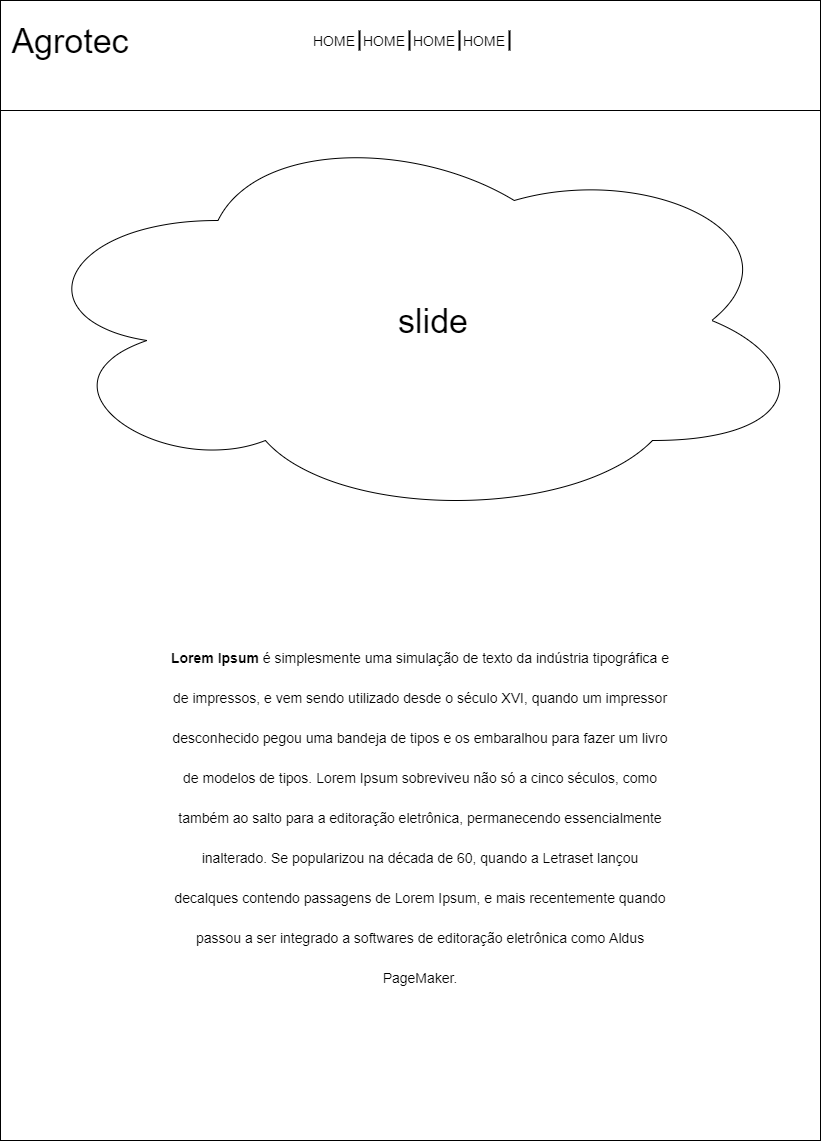 Agrotec
HOME|HOME|HOME|HOME|
slide
Lorem Ipsum é simplesmente uma simulação de texto da indústria tipográfica e
de impressos, e vem sendo utilizado desde o século XVI, quando um impressor
desconhecido pegou uma bandeja de tipos e os embaralhou para fazer um livro
de modelos de tipos. Lorem Ipsum sobreviveu não só a cinco séculos, como
também ao salto para a editoração eletrônica, permanecendo essencialmente
inalterado. Se popularizou na década de 60, quando a Letraset lançou
decalques contendo passagens de Lorem Ipsum, e mais recentemente quando
passou a ser integrado a softwares de editoração eletrônica como Aldus
PageMaker.